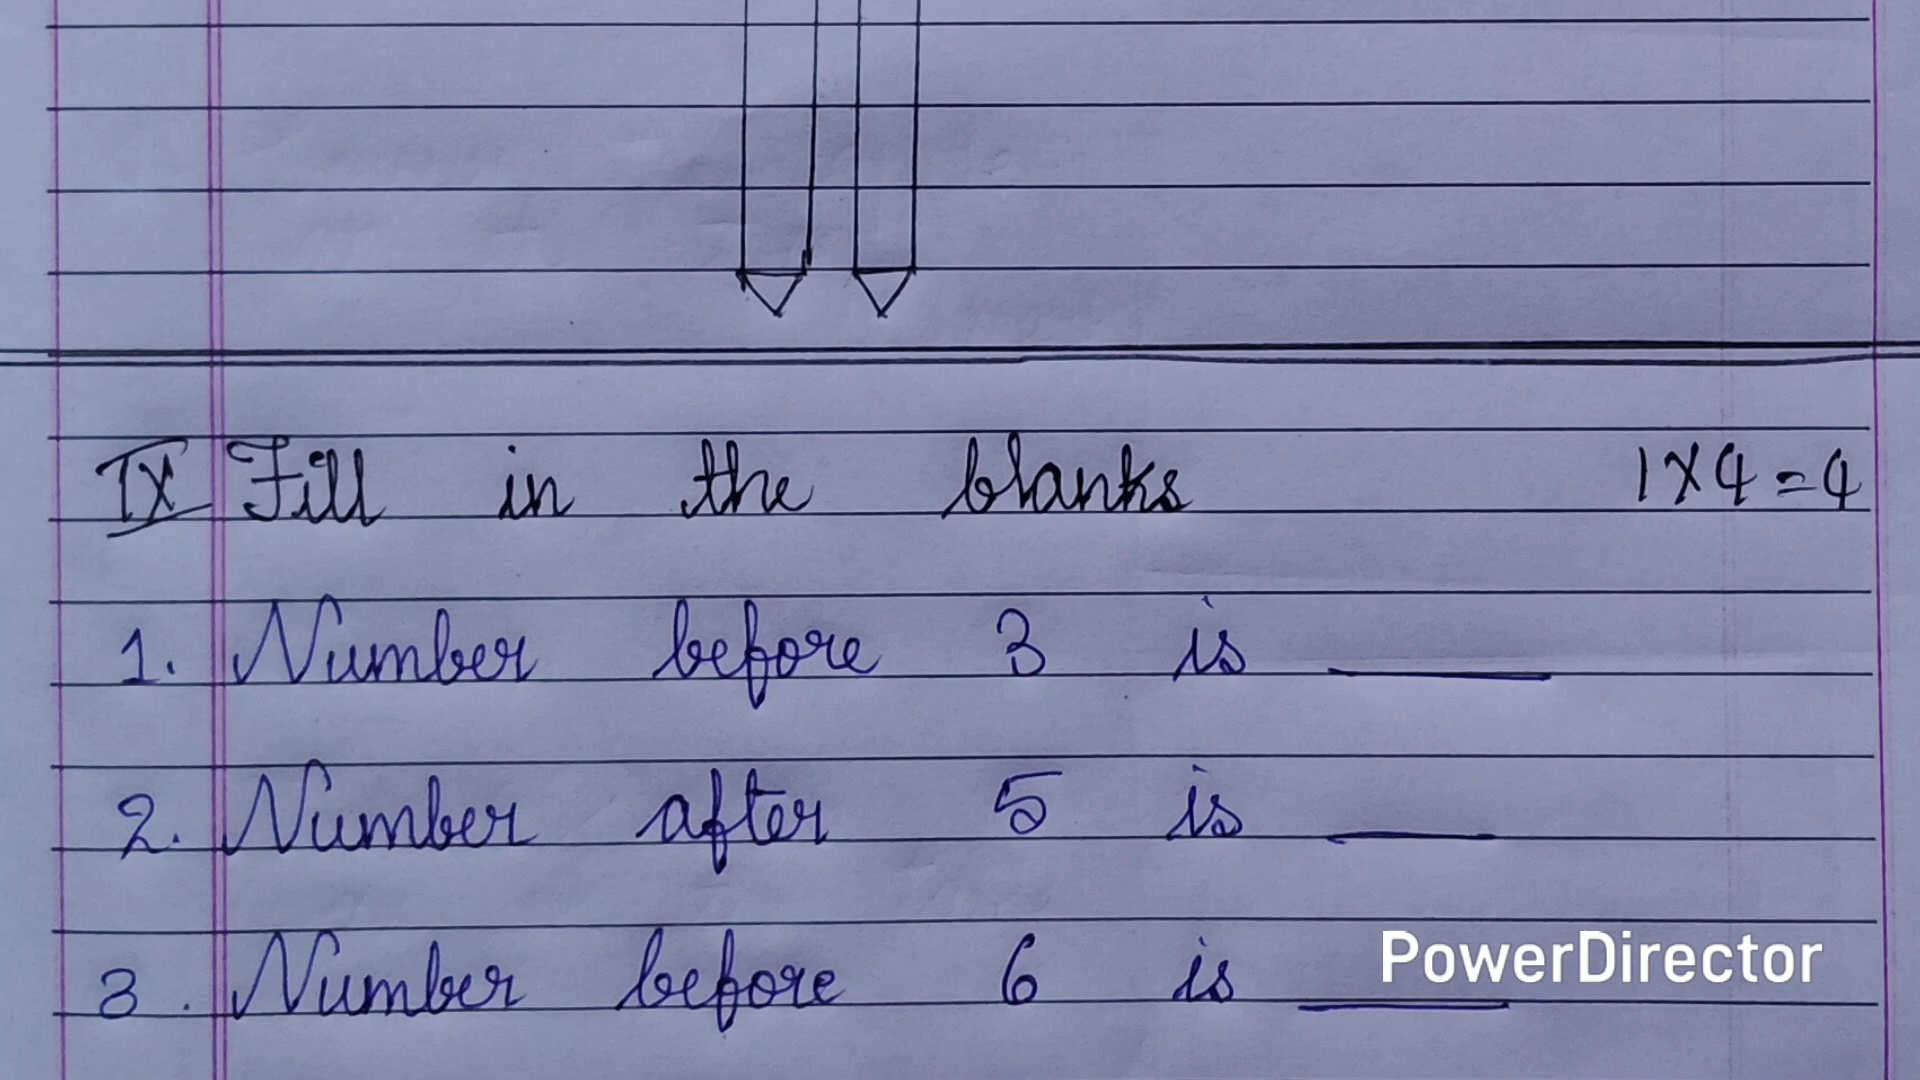 IX Fill in the blanks 1×4=4
1. Number before 3 is ____
2. Number after 5 is ____
3. Number before 6 is ____
PowerDirector